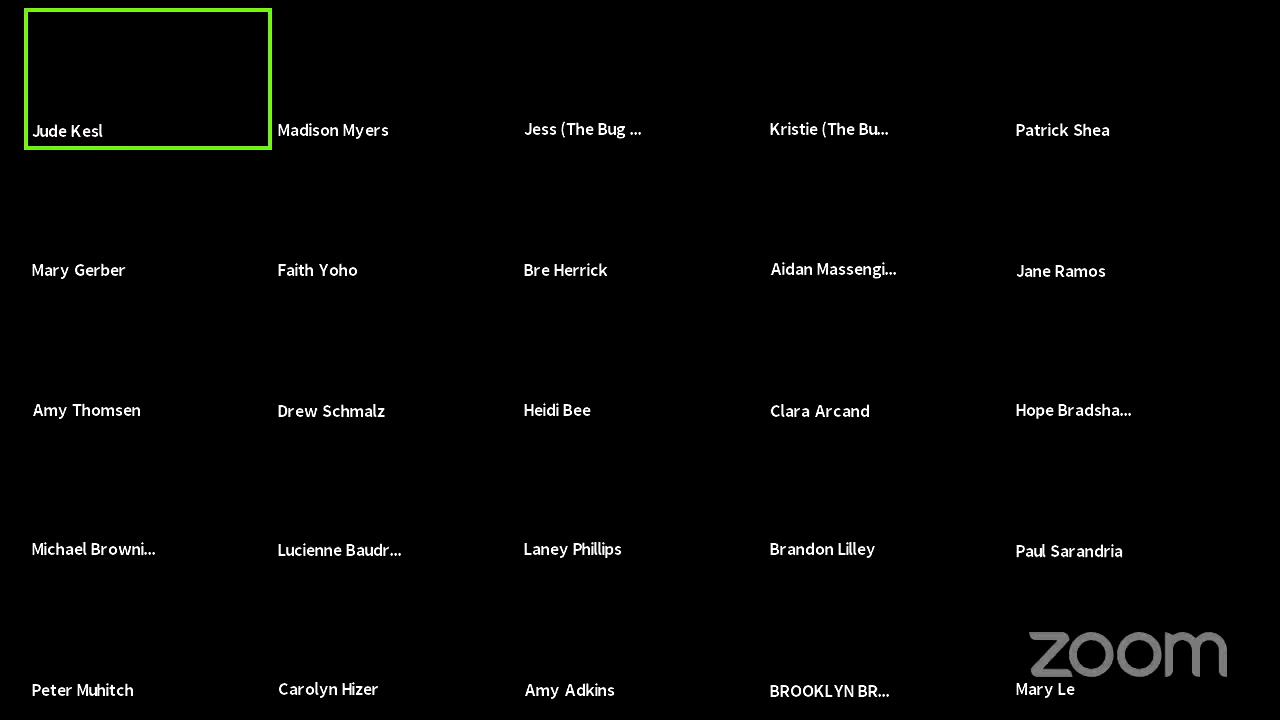 Jude Kesl
Madison Myers
Jess (The Bug ...
Kristie (The Bu...
Patrick Shea
Mary Gerber
Faith Yoho
Bre Herrick
Aidan Massengi...
Jane Ramos
Amy Thomsen
Drew Schmalz
Heidi Bee
Clara Arcand
Hope Bradsha...
Michael Browni...
Lucienne Baudr...
Laney Phillips
Brandon Lilley
Paul Sarandria
zoom
Peter Muhitch
Carolyn Hizer
Amy Adkins
BROOKLYN BR...
Mary Le